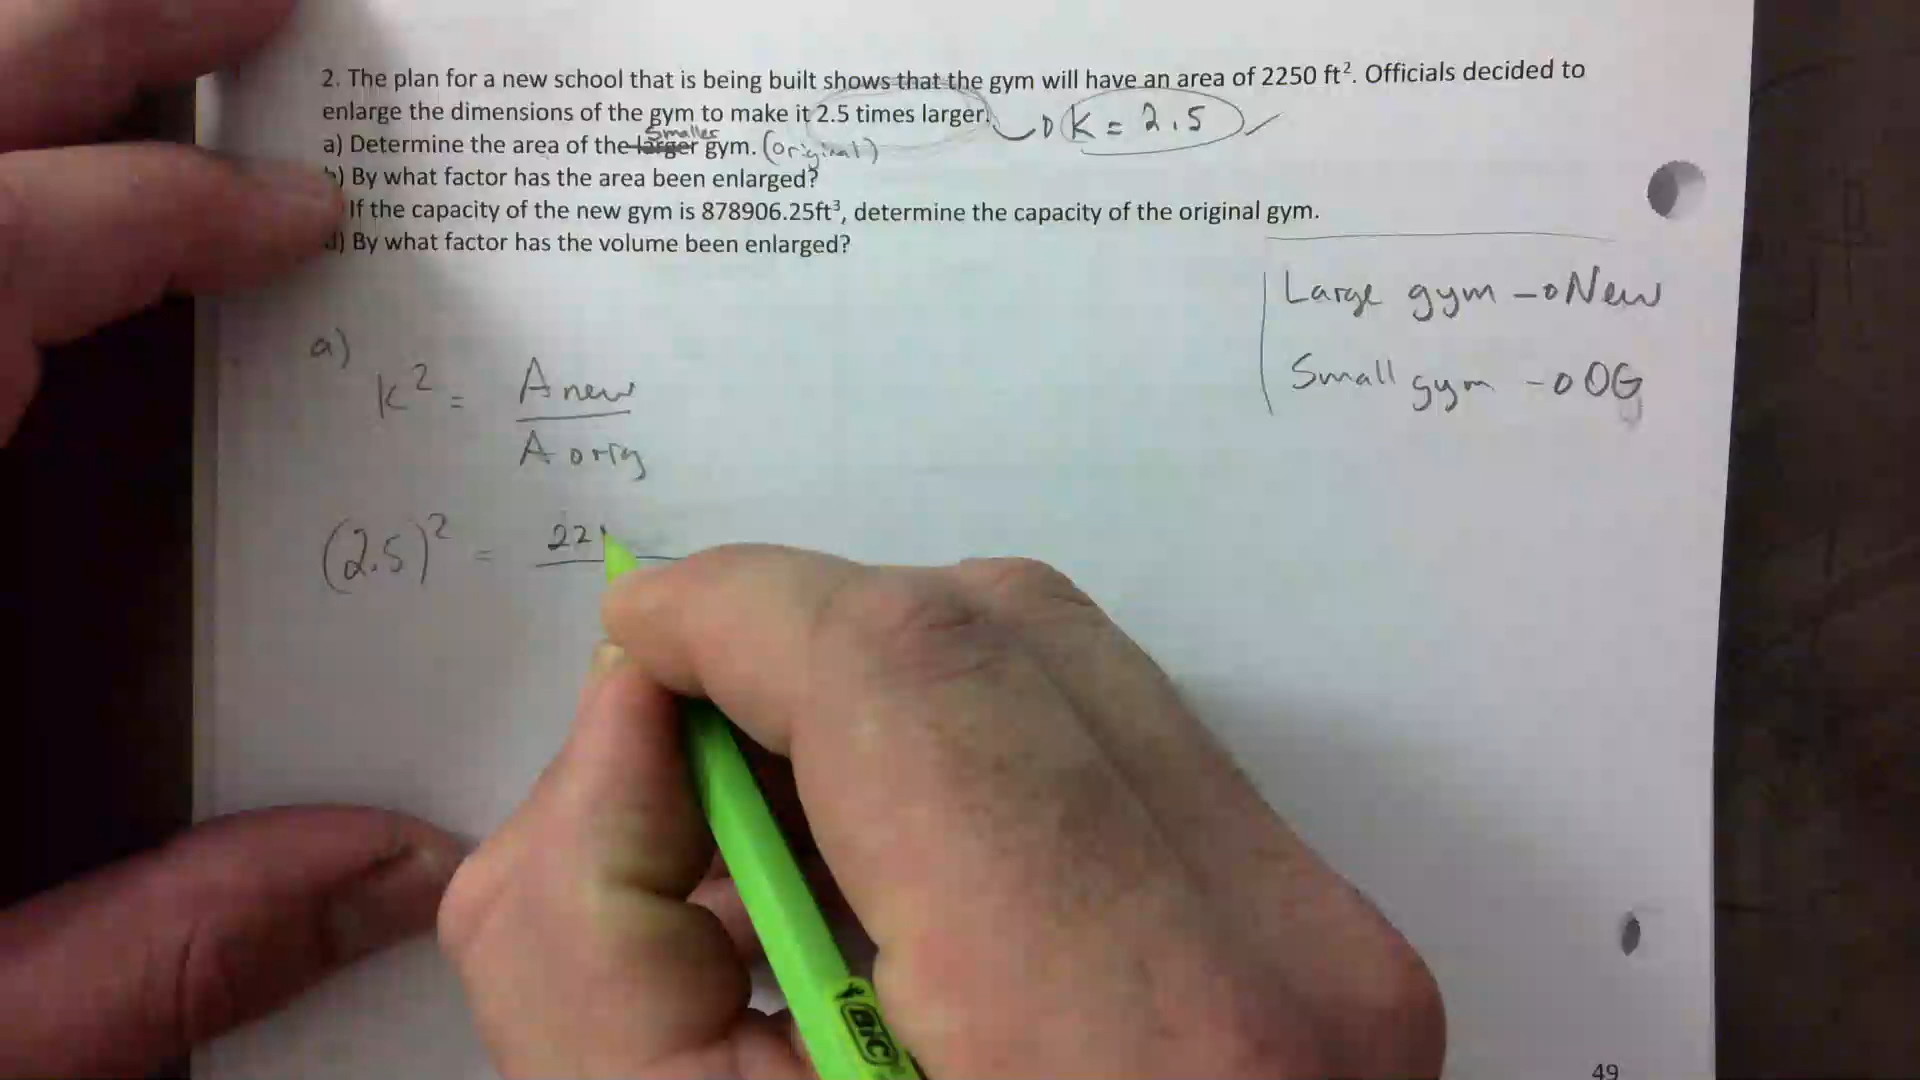 2. The plan for a new school that is being built shows that the gym will have an area of 2250 ft². Officials decided to
enlarge the dimensions of the gym to make it 2.5 times larger. K = 2.5
smaller
a) Determine the area of the larger gym. (original)
b) By what factor has the area been enlarged?
If the capacity of the new gym is 878906.25ft³, determine the capacity of the original gym.
d) By what factor has the volume been enlarged?
Large gym → New
Small gym → OG
a)
K² = A new
A orig
(2.5)² = 22
BIC
49